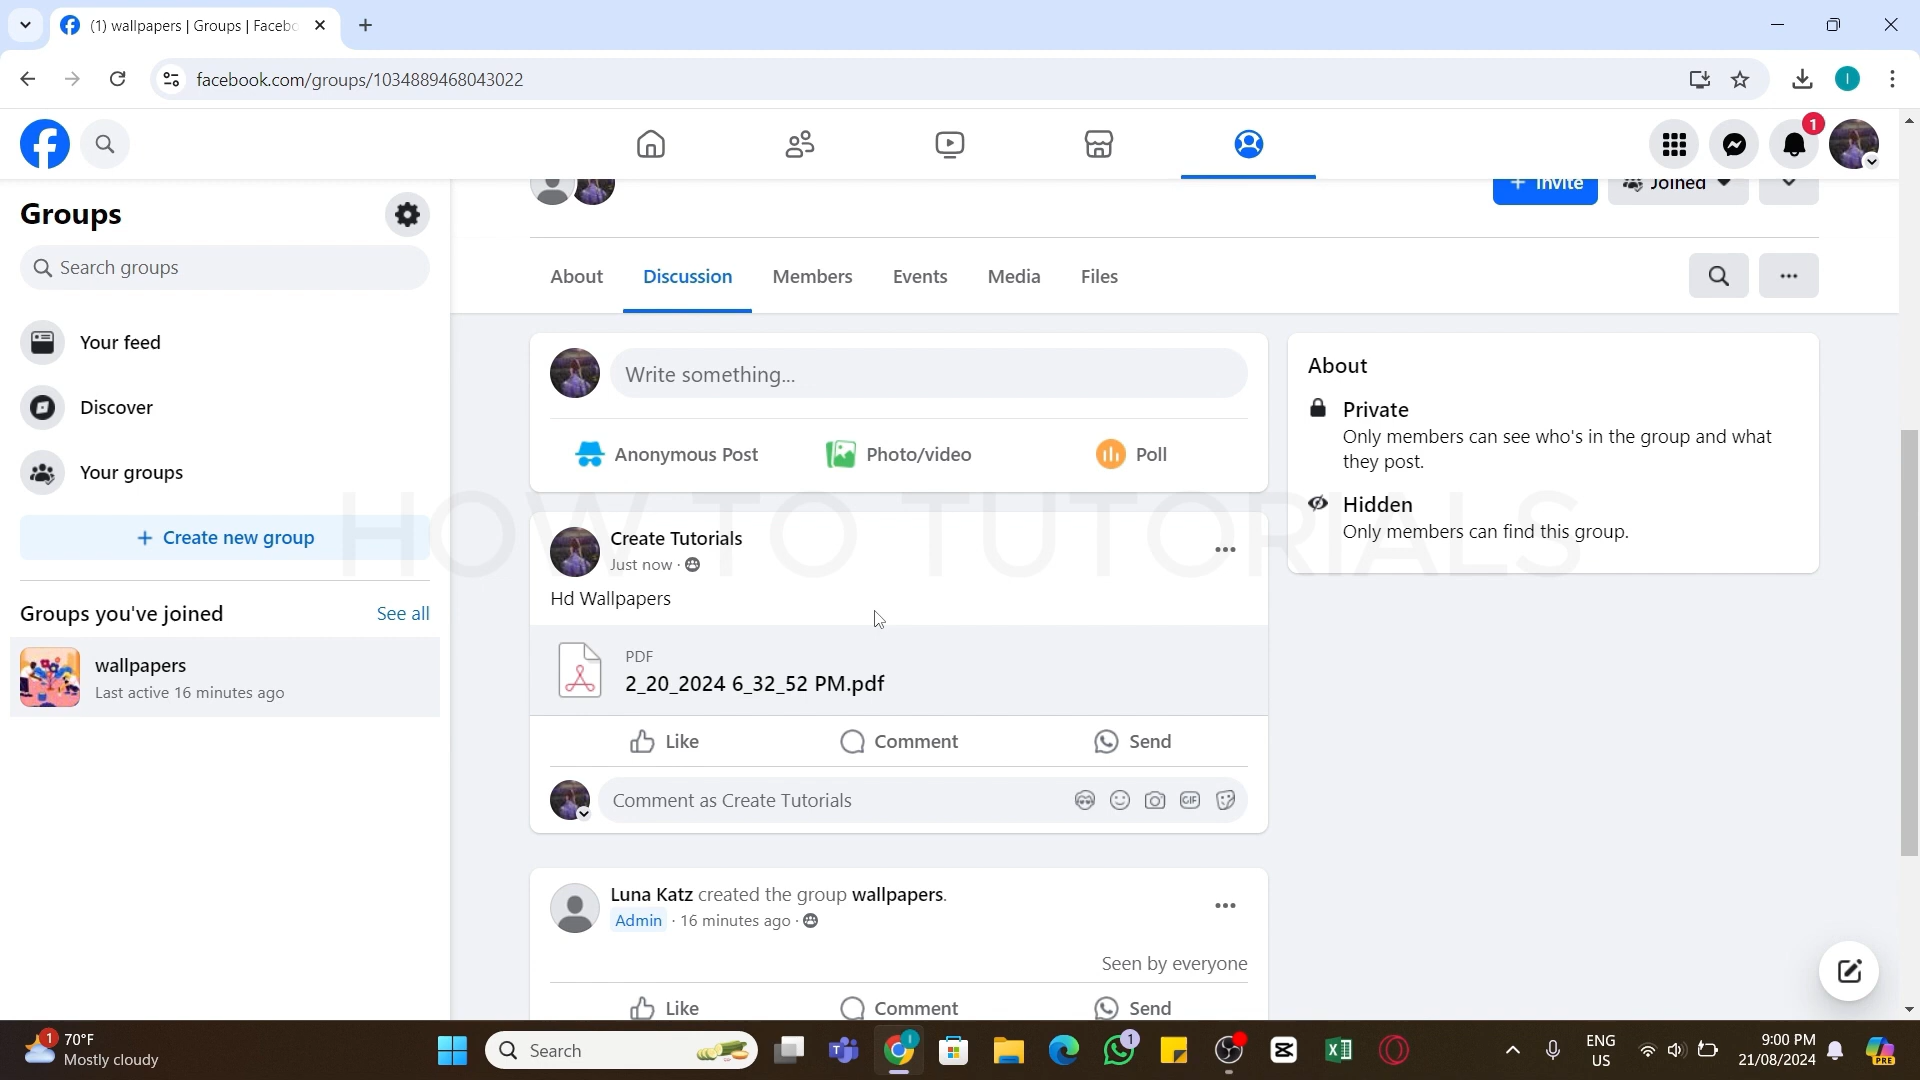 (1) wallpapers | Groups | Facebo
facebook.com/groups/1034889468043022
1
Invite
Joined
Groups
Search groups
Your feed
Discover
Your groups
+ Create new group
Groups you've joined
See all
wallpapers
Last active 16 minutes ago
About
Discussion
Members
Events
Media
Files
Write something...
Anonymous Post
Photo/video
Poll
About
Private
Only members can see who's in the group and what
they post.
Hidden
Only members can find this group.
HOW TO TUTORIALS
Create Tutorials
Just now ·
Hd Wallpapers
PDF
2_20_2024 6_32_52 PM.pdf
Like
Comment
Send
Comment as Create Tutorials
GIF
Luna Katz created the group wallpapers.
Admin · 16 minutes ago ·
Seen by everyone
Like
Comment
Send
1
70°F
Mostly cloudy
Search
I
1
ENG
US
9:00 PM
21/08/2024
PRE